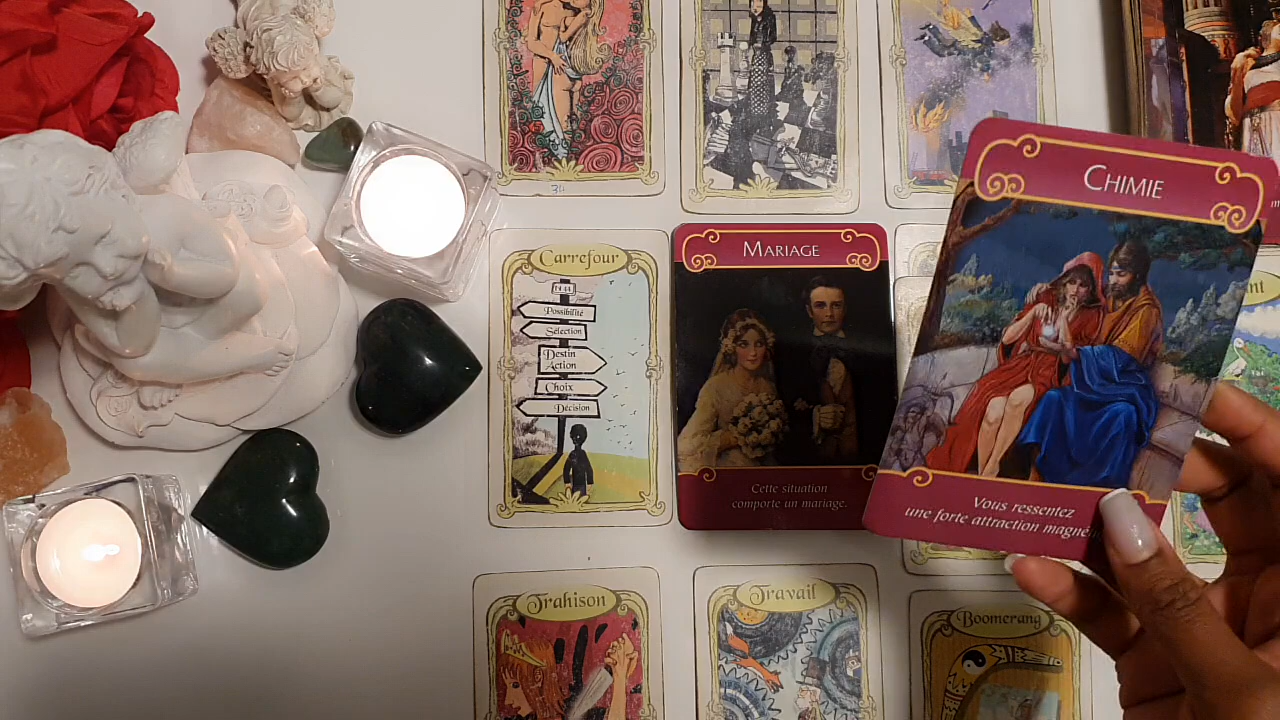 34
Carrefour
Possibilité
Sélection
Destin
Action
Choix
Décision
MARIAGE
Cette situation
comporte un mariage.
CHIMIE
Vous ressentez
une forte attraction
Trahison
Travail
Boomerang